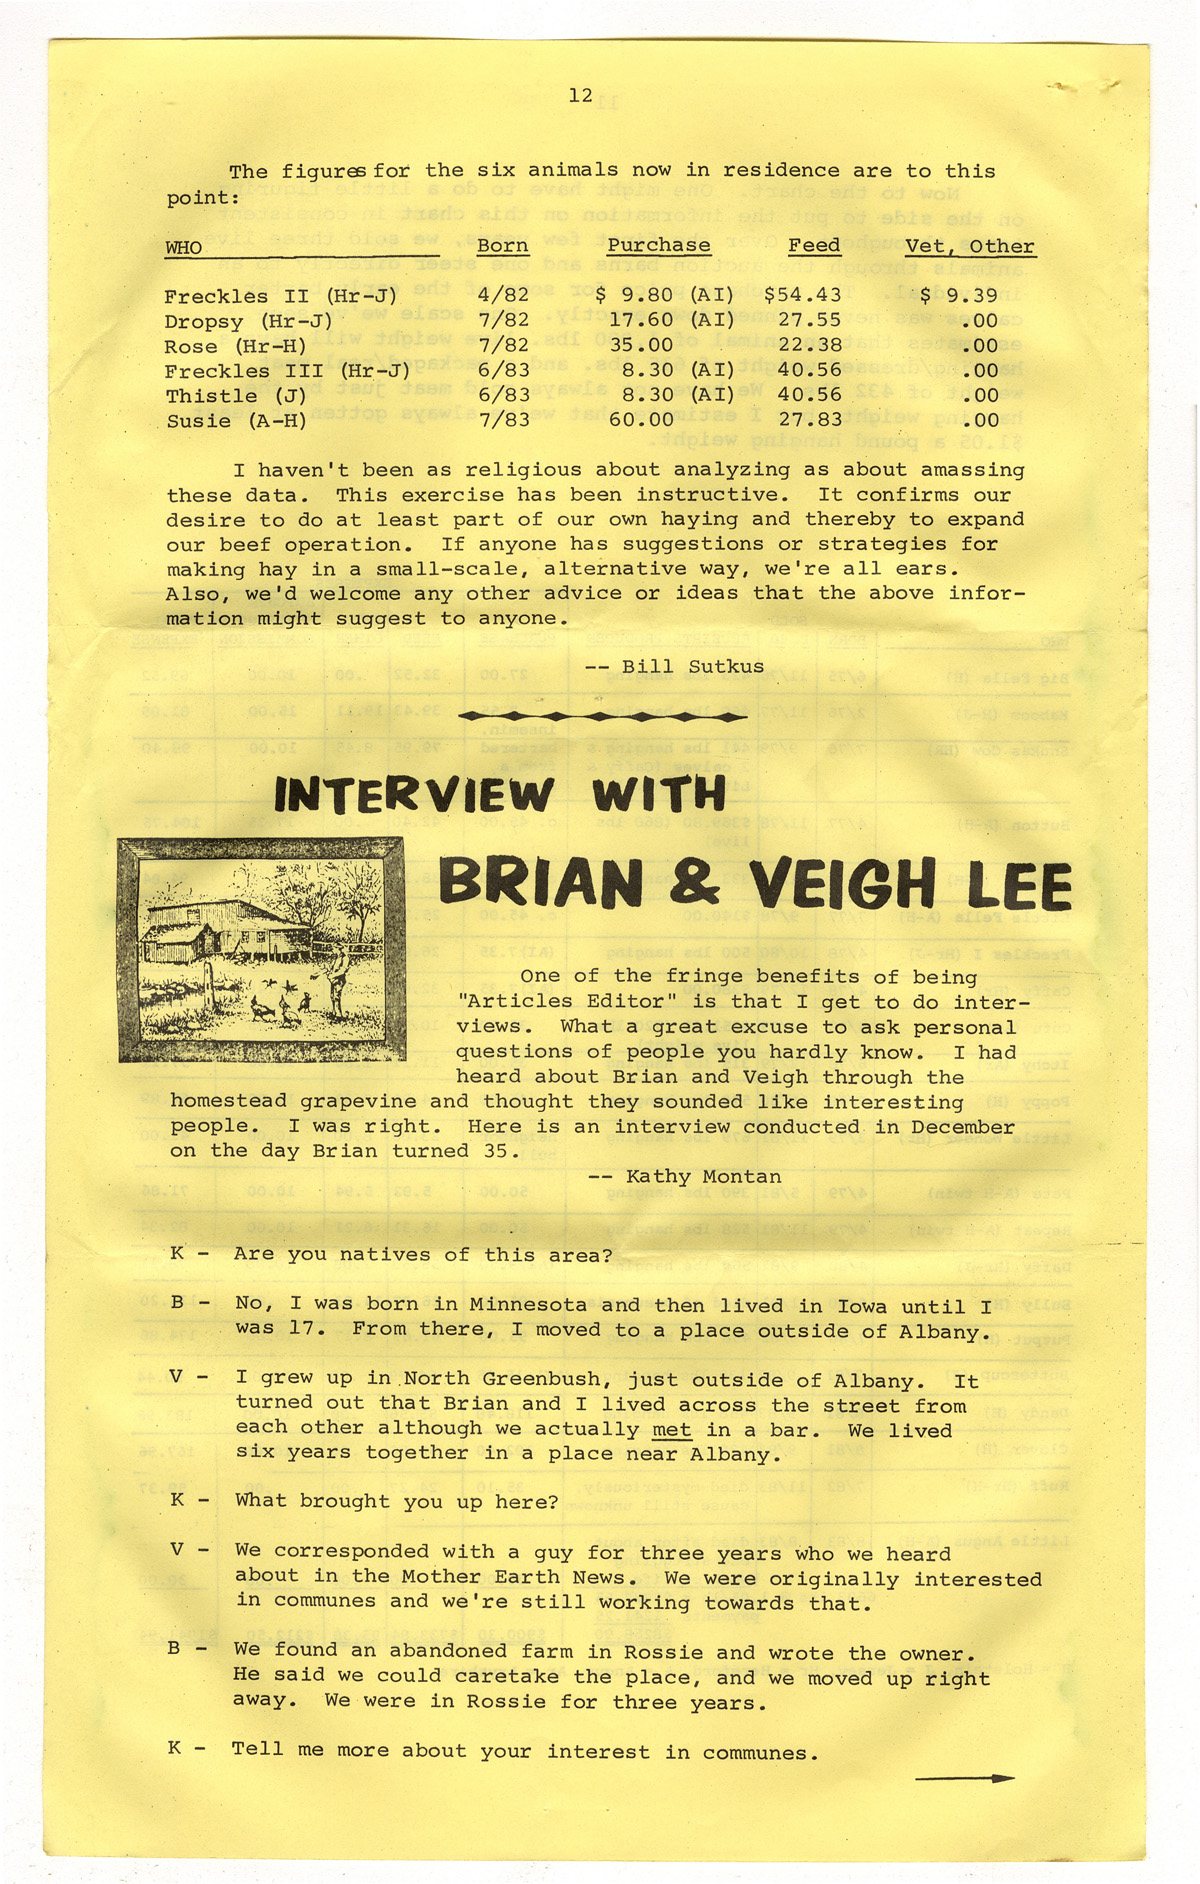 12
The figures for the six animals now in residence are to this
point:
WHO Born Purchase Feed Vet, Other
Freckles II (Hr-J) 4/82 $ 9.80 (AI) $54.43 $ 9.39
Dropsy (Hr-J) 7/82 17.60 (AI) 27.55 .00
Rose (Hr-H) 7/82 35.00 22.38 .00
Freckles III (Hr-J) 6/83 8.30 (AI) 40.56 .00
Thistle (J) 6/83 8.30 (AI) 40.56 .00
Susie (A-H) 7/83 60.00 27.83 .00
I haven't been as religious about analyzing as about amassing
these data. This exercise has been instructive. It confirms our
desire to do at least part of our own haying and thereby to expand
our beef operation. If anyone has suggestions or strategies for
making hay in a small-scale, alternative way, we're all ears.
Also, we'd welcome any other advice or ideas that the above infor-
mation might suggest to anyone.
-- Bill Sutkus
INTERVIEW WITH
BRIAN & VEIGH LEE
One of the fringe benefits of being
"Articles Editor" is that I get to do inter-
views. What a great excuse to ask personal
questions of people you hardly know. I had
heard about Brian and Veigh through the
homestead grapevine and thought they sounded like interesting
people. I was right. Here is an interview conducted in December
on the day Brian turned 35.
-- Kathy Montan
K - Are you natives of this area?
B - No, I was born in Minnesota and then lived in Iowa until I
was 17. From there, I moved to a place outside of Albany.
V - I grew up in North Greenbush, just outside of Albany. It
turned out that Brian and I lived across the street from
each other although we actually met in a bar. We lived
six years together in a place near Albany.
K - What brought you up here?
V - We corresponded with a guy for three years who we heard
about in the Mother Earth News. We were originally interested
in communes and we're still working towards that.
B - We found an abandoned farm in Rossie and wrote the owner.
He said we could caretake the place, and we moved up right
away. We were in Rossie for three years.
K - Tell me more about your interest in communes.